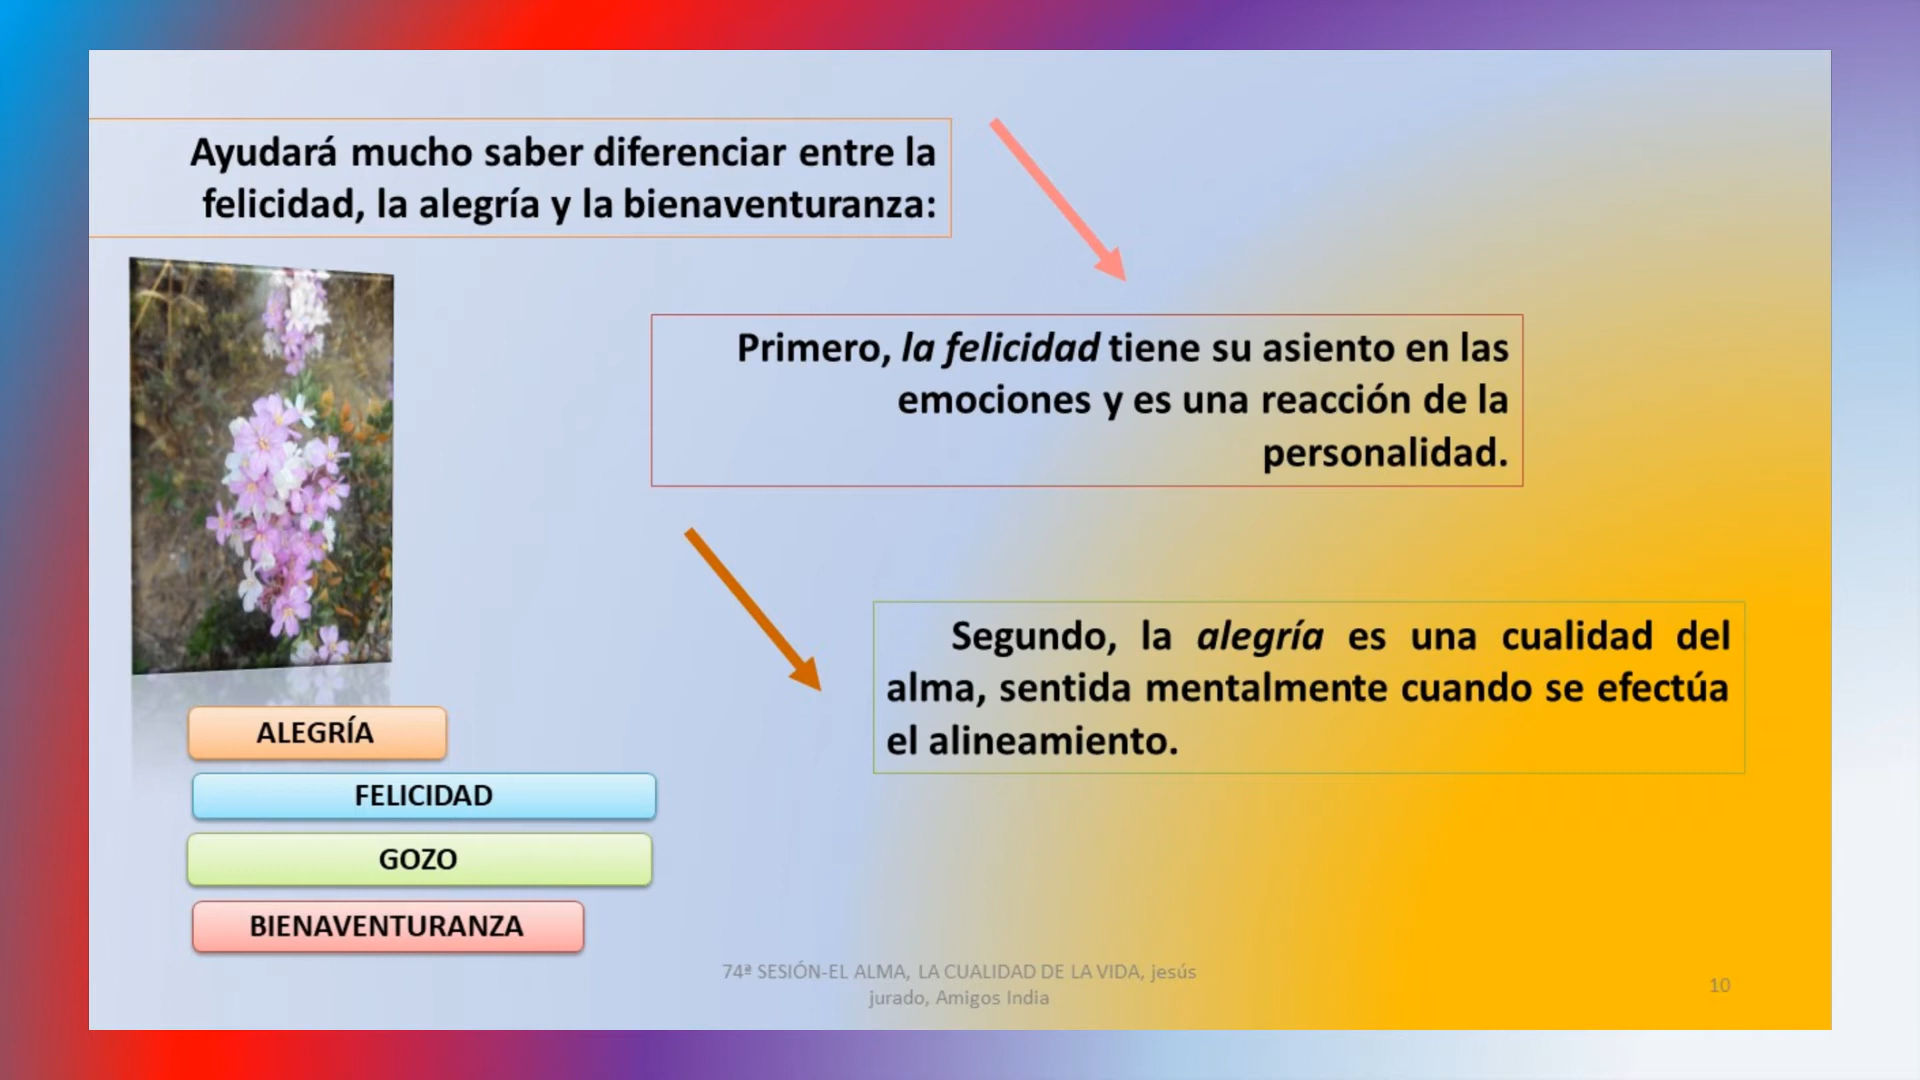 Ayudará mucho saber diferenciar entre la
felicidad, la alegría y la bienaventuranza:
Primero, la felicidad tiene su asiento en las
emociones y es una reacción de la
personalidad.
Segundo, la alegría es una cualidad del
alma, sentida mentalmente cuando se efectúa
el alineamiento.
ALEGRÍA
FELICIDAD
GOZO
BIENAVENTURANZA
74ª SESIÓN-EL ALMA, LA CUALIDAD DE LA VIDA, jesús
jurado, Amigos India
10